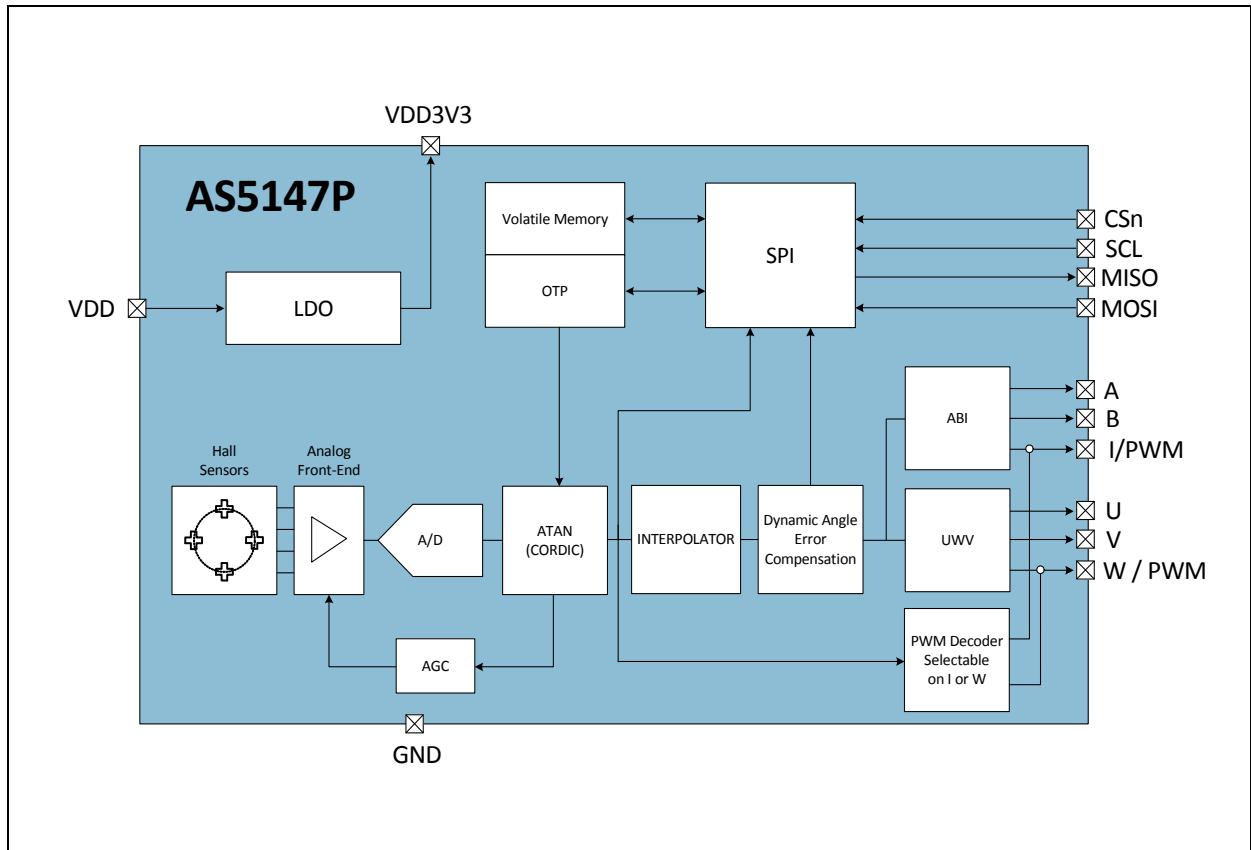 VDD3V3
AS5147P
Volatile Memory
OTP
SPI
CSn
SCL
MISO
MOSI
VDD
LDO
A
B
I/PWM
ABI
Hall
Sensors
Analog
Front-End
A/D
ATAN
(CORDIC)
INTERPOLATOR
Dynamic Angle
Error
Compensation
UWV
U
V
W / PWM
AGC
PWM Decoder
Selectable
on I or W
GND